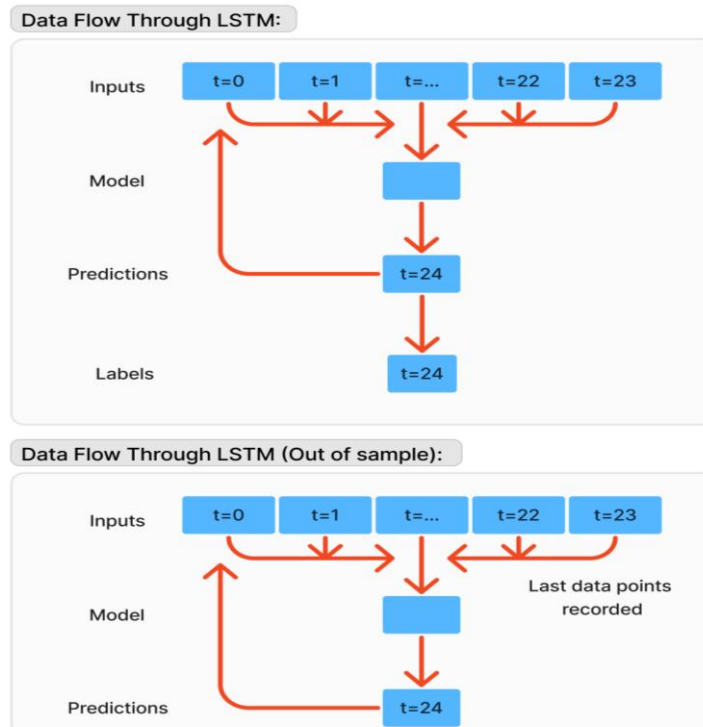 Data Flow Through LSTM:
Inputs t=0 t=1 t=... t=22 t=23
Model
Predictions t=24
Labels t=24
Data Flow Through LSTM (Out of sample):
Inputs t=0 t=1 t=... t=22 t=23
Last data points
recorded
Model
Predictions t=24